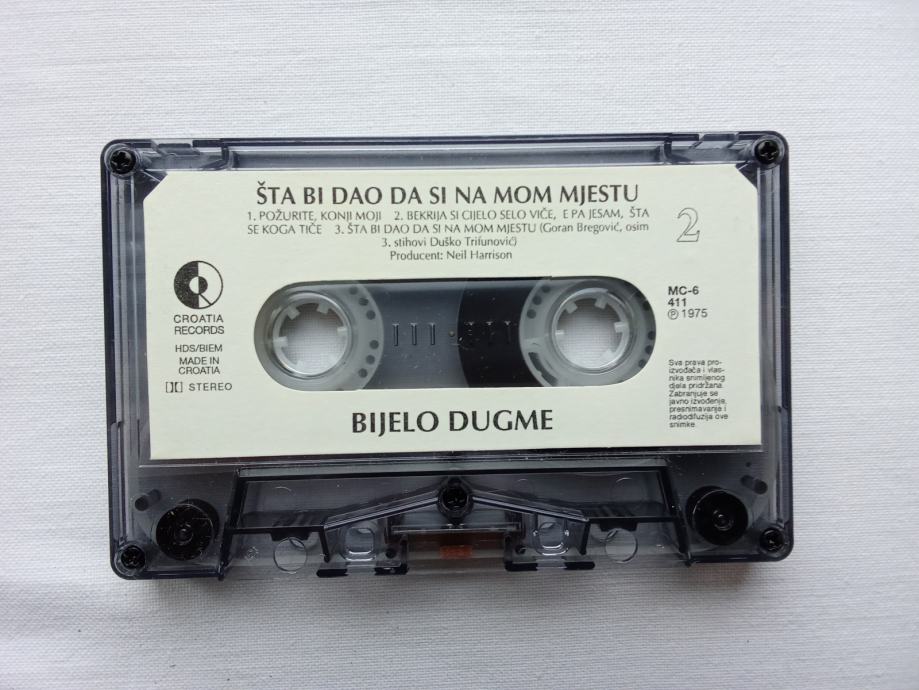 ŠTA BI DAO DA SI NA MOM MJESTU
1. POŽURITE, KONJI MOJI 2. BEKRIJA SI CIJELO SELO VIČE, E PA JESAM, ŠTA
SE KOGA TIČE 3. ŠTA BI DAO DA SI NA MOM MJESTU (Goran Bregović, osim
3. stihovi Duško Trifunović)
Producent: Neil Harrison
2
CROATIA
RECORDS
HDS/BIEM
MADE IN
CROATIA
STEREO
MC-6
411
Ⓟ 1975
Sva prava pro-
izvođača i vlas-
nika snimljenog
djela pridržana.
Zabranjuje se
javno izvođenje,
presnimavanje i
radiodifuzija ove
snimke.
BIJELO DUGME